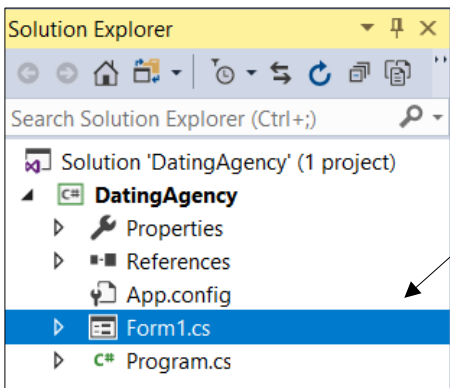 Solution Explorer
Search Solution Explorer (Ctrl+;)
Solution 'DatingAgency' (1 project)
C# DatingAgency
Properties
References
App.config
Form1.cs
C# Program.cs